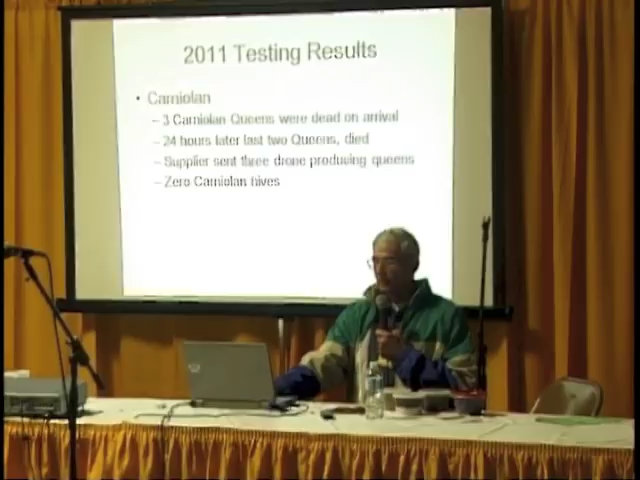 2011 Testing Results
• Carniolan
– 3 Carniolan Queens were dead on arrival
– 24 hours later last two Queens, died
– Supplier sent three drone producing queens
– Zero Carniolan hives